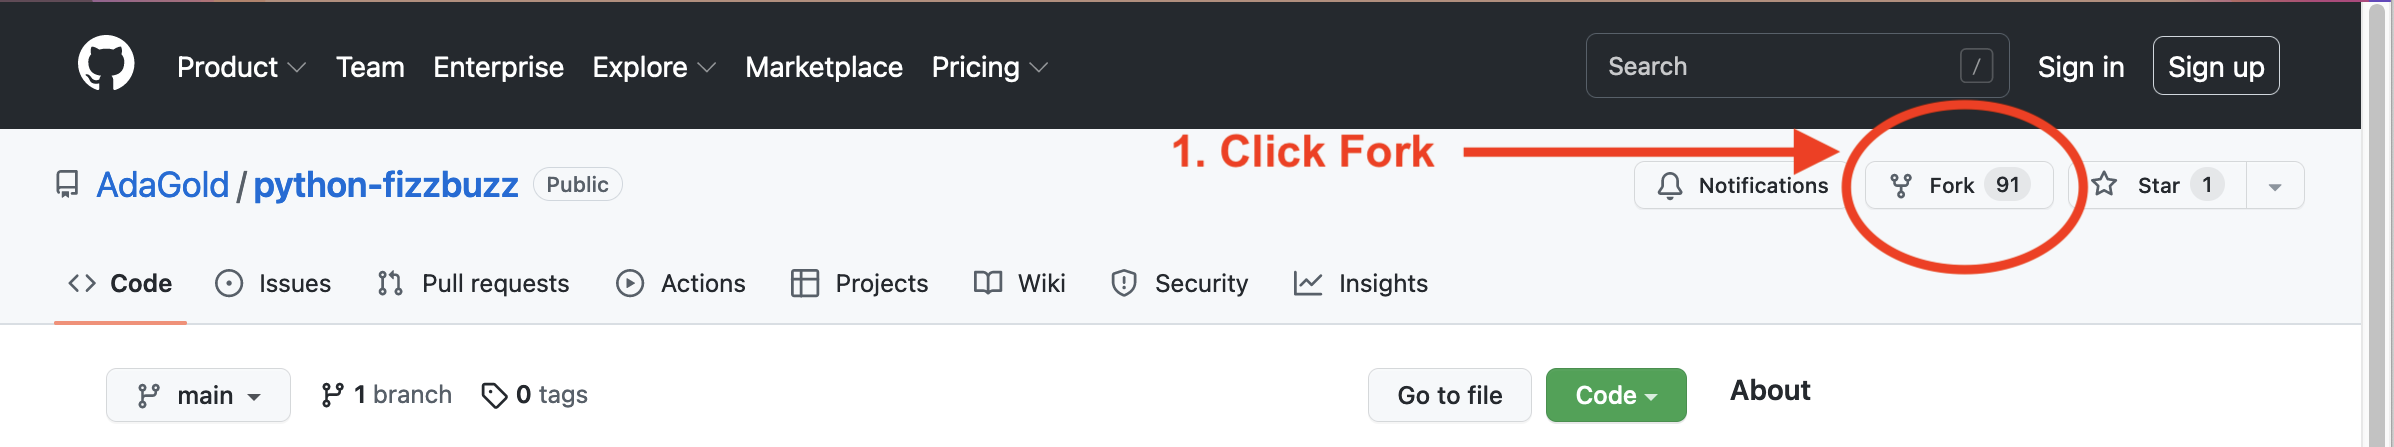 Product Team Enterprise Explore Marketplace Pricing Search / Sign in Sign up
1. Click Fork
AdaGold / python-fizzbuzz Public Notifications Fork 91 Star 1
Code Issues Pull requests Actions Projects Wiki Security Insights
main 1 branch 0 tags Go to file Code About